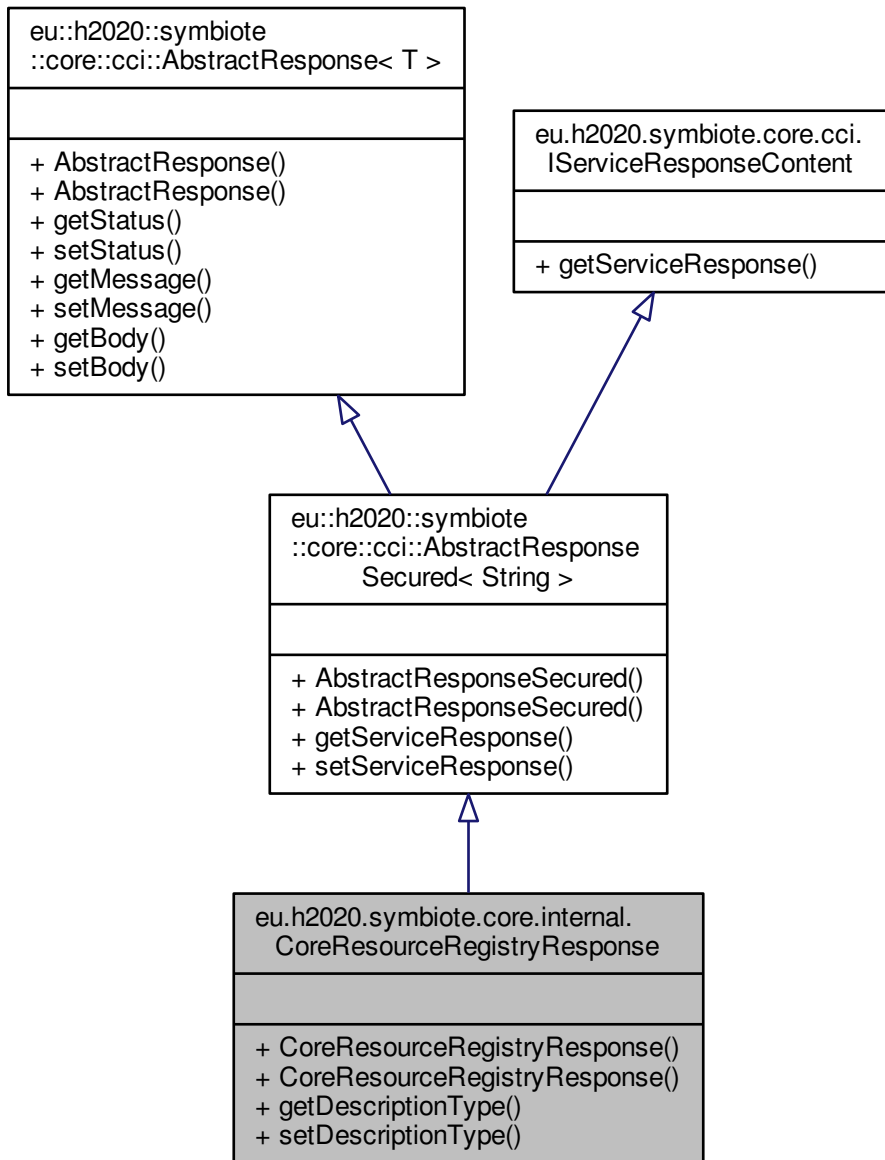 eu::h2020::symbiote
::core::cci::AbstractResponse< T >
+ AbstractResponse()
+ AbstractResponse()
+ getStatus()
+ setStatus()
+ getMessage()
+ setMessage()
+ getBody()
+ setBody()
eu.h2020.symbiote.core.cci.
IServiceResponseContent
+ getServiceResponse()
eu::h2020::symbiote
::core::cci::AbstractResponse
Secured< String >
+ AbstractResponseSecured()
+ AbstractResponseSecured()
+ getServiceResponse()
+ setServiceResponse()
eu.h2020.symbiote.core.internal.
CoreResourceRegistryResponse
+ CoreResourceRegistryResponse()
+ CoreResourceRegistryResponse()
+ getDescriptionType()
+ setDescriptionType()